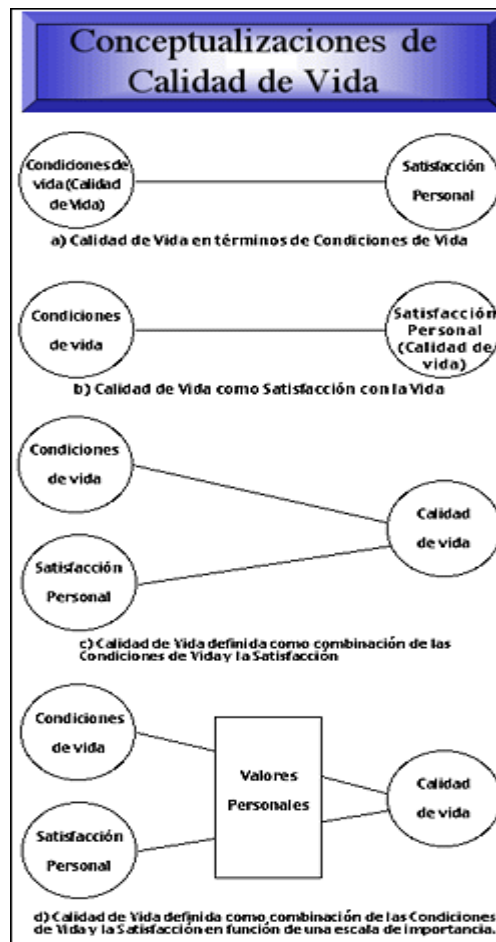 Conceptualizaciones de
Calidad de Vida
Condiciones de
vida (Calidad
de Vida)
Satisfacción
Personal
a) Calidad de Vida en términos de Condiciones de Vida
Condiciones
de vida
Satisfacción
Personal
(Calidad de
vida)
b) Calidad de Vida como Satisfacción con la Vida
Condiciones
de vida
Satisfacción
Personal
Calidad
de vida
c) Calidad de Vida definida como combinación de las
Condiciones de Vida y la Satisfacción
Condiciones
de vida
Satisfacción
Personal
Valores
Personales
Calidad
de vida
d) Calidad de Vida definida como combinación de las Condiciones
de Vida y la Satisfacción en función de una escala de importancia.